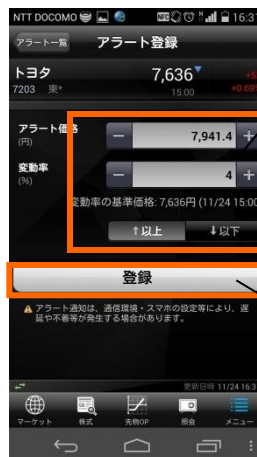 NTT DOCOMO 16:31
アラート一覧 アラート登録
トヨタ 7,636▼
7203 東* 15:00 +0.69
アラート価格
(円) － 7,941.4 ＋
変動率
(%) － 4 ＋
変動率の基準価格: 7,636円 (11/24 15:00
↑以上 ↓以下
登録
⚠ アラート通知は、通信環境・スマホの設定等により、遅
延や不着等が発生する場合があります。
更新日時 11/24 16:3
マーケット 株式 先物OP 照会 メニュー